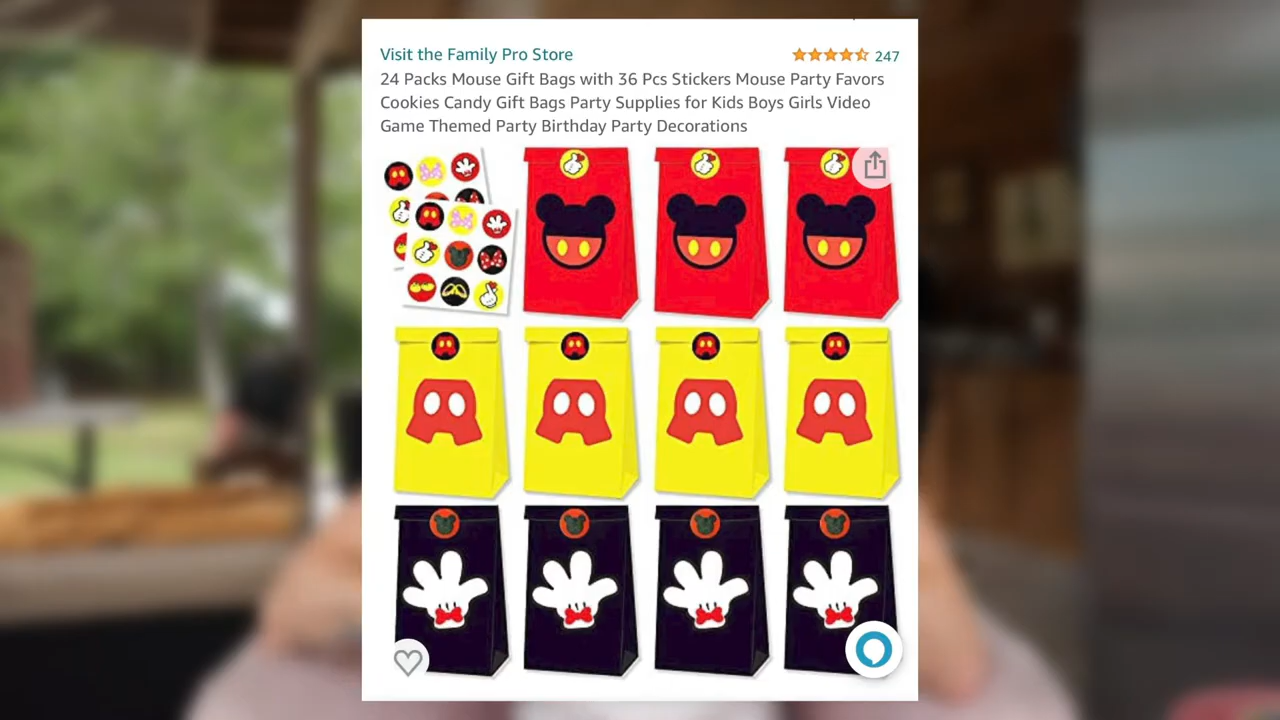 Visit the Family Pro Store
247
24 Packs Mouse Gift Bags with 36 Pcs Stickers Mouse Party Favors
Cookies Candy Gift Bags Party Supplies for Kids Boys Girls Video
Game Themed Party Birthday Party Decorations